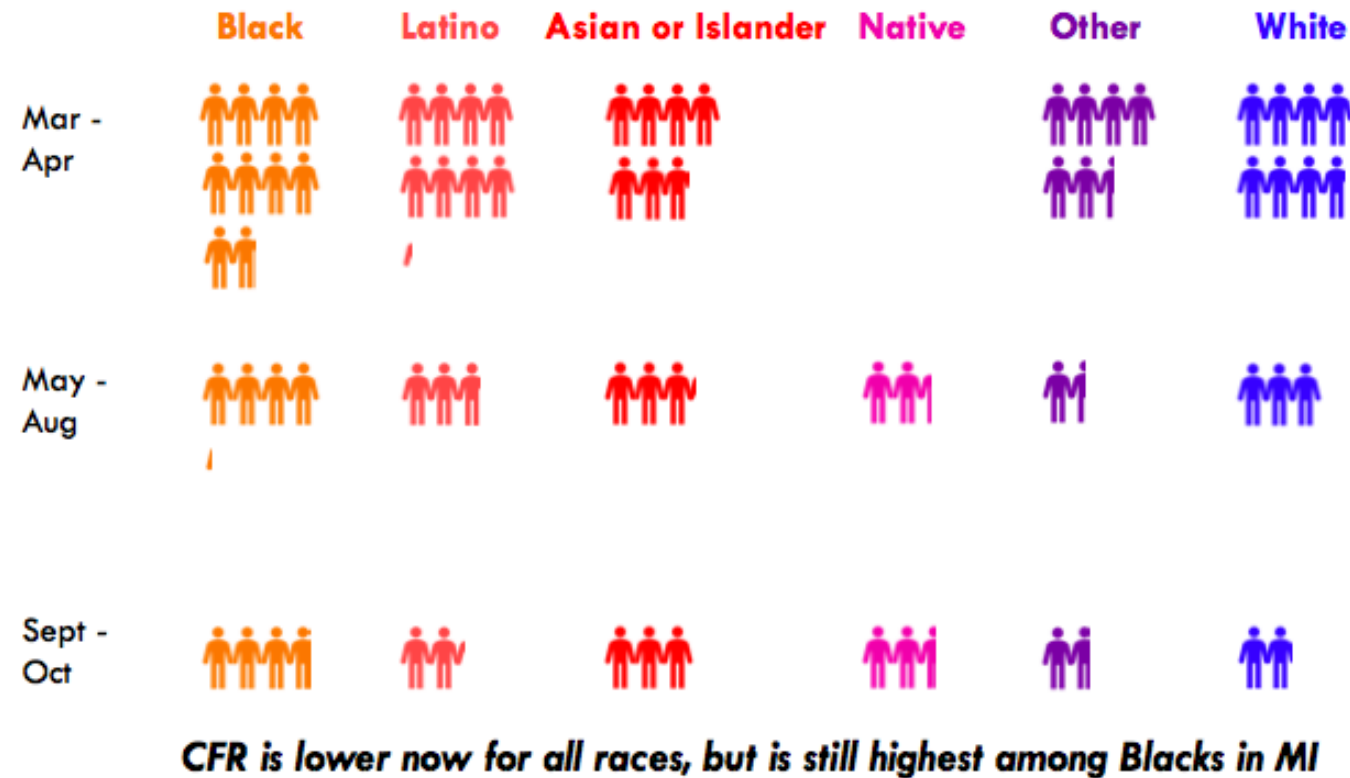 Black Latino Asian or Islander Native Other White
Mar -
Apr
May -
Aug
Sept -
Oct
CFR is lower now for all races, but is still highest among Blacks in MI